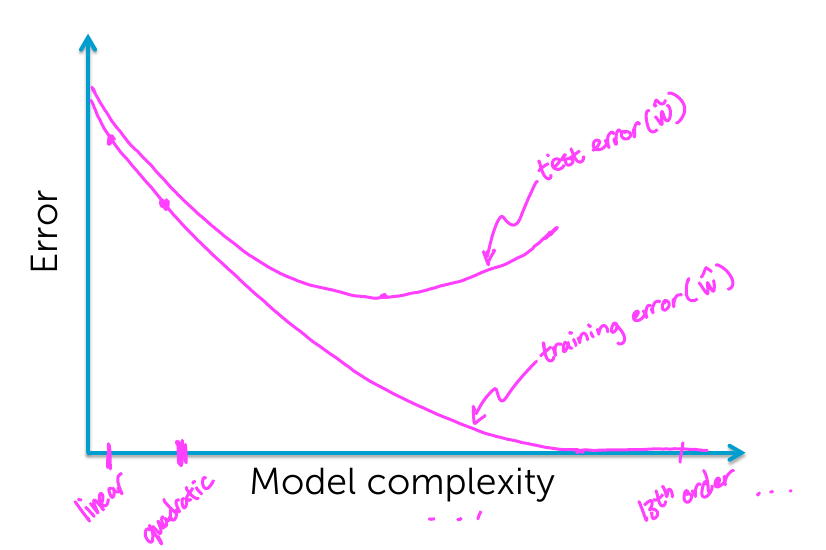 test error(w̃)
Error
training error(ŵ)
linear
quadratic
Model complexity
13th order ....
- - .